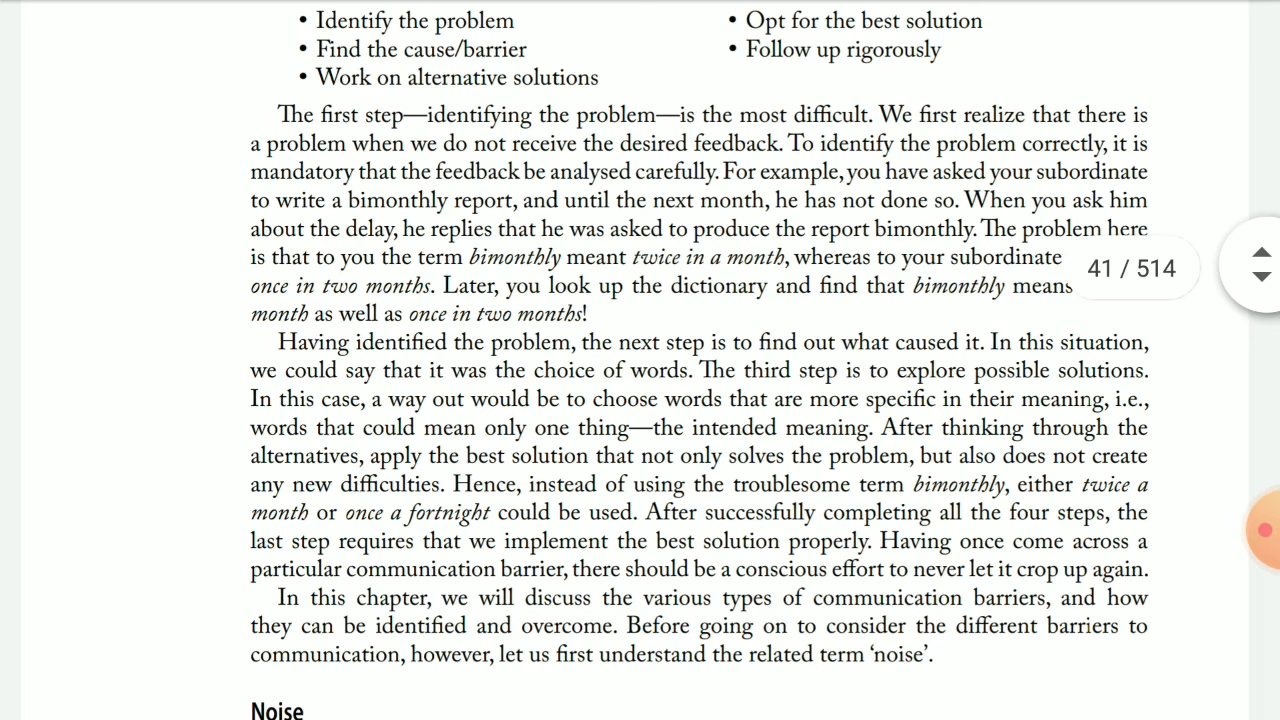 • Identify the problem
• Find the cause/barrier
• Work on alternative solutions
• Opt for the best solution
• Follow up rigorously
The first step—identifying the problem—is the most difficult. We first realize that there is
a problem when we do not receive the desired feedback. To identify the problem correctly, it is
mandatory that the feedback be analysed carefully. For example, you have asked your subordinate
to write a bimonthly report, and until the next month, he has not done so. When you ask him
about the delay, he replies that he was asked to produce the report bimonthly. The problem here
is that to you the term bimonthly meant twice in a month, whereas to your subordinate
once in two months. Later, you look up the dictionary and find that bimonthly means
month as well as once in two months!
Having identified the problem, the next step is to find out what caused it. In this situation,
we could say that it was the choice of words. The third step is to explore possible solutions.
In this case, a way out would be to choose words that are more specific in their meaning, i.e.,
words that could mean only one thing—the intended meaning. After thinking through the
alternatives, apply the best solution that not only solves the problem, but also does not create
any new difficulties. Hence, instead of using the troublesome term bimonthly, either twice a
month or once a fortnight could be used. After successfully completing all the four steps, the
last step requires that we implement the best solution properly. Having once come across a
particular communication barrier, there should be a conscious effort to never let it crop up again.
In this chapter, we will discuss the various types of communication barriers, and how
they can be identified and overcome. Before going on to consider the different barriers to
communication, however, let us first understand the related term ‘noise’.
Noise
41 / 514